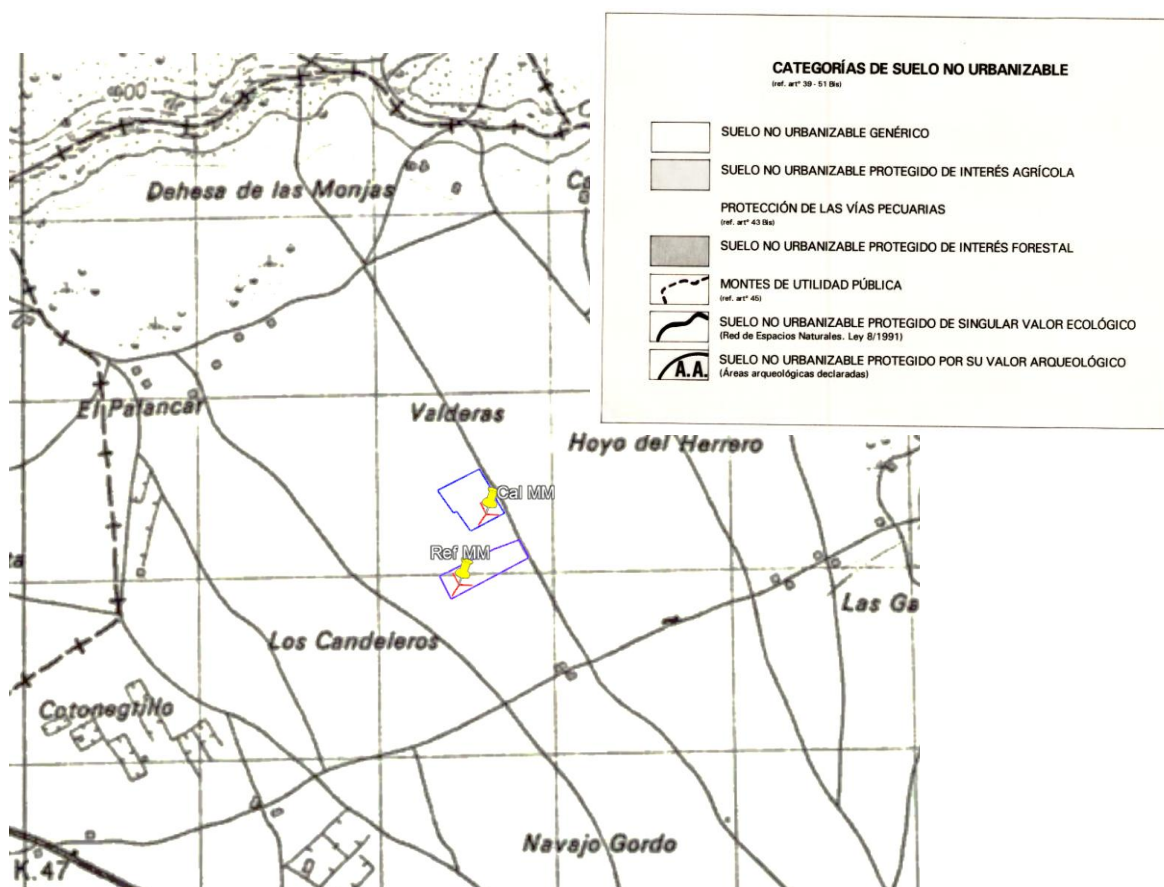 CATEGORÍAS DE SUELO NO URBANIZABLE
(ref. artº 39 - 51 Bis)
SUELO NO URBANIZABLE GENÉRICO
SUELO NO URBANIZABLE PROTEGIDO DE INTERÉS AGRÍCOLA
PROTECCIÓN DE LAS VÍAS PECUARIAS
(ref. artº 43 Bis)
SUELO NO URBANIZABLE PROTEGIDO DE INTERÉS FORESTAL
MONTES DE UTILIDAD PÚBLICA
(ref. artº 45)
SUELO NO URBANIZABLE PROTEGIDO DE SINGULAR VALOR ECOLÓGICO
(Red de Espacios Naturales. Ley 8/1991)
A.A.
SUELO NO URBANIZABLE PROTEGIDO POR SU VALOR ARQUEOLÓGICO
(Áreas arqueológicas declaradas)
900
Dehesa de las Monjas
Ca
El Palancar
Valderas
Hoyo del Herrero
Cal MM
Ref MM
Las Ga
Los Candeleros
Cotonegrillo
Navajo Gordo
K.47